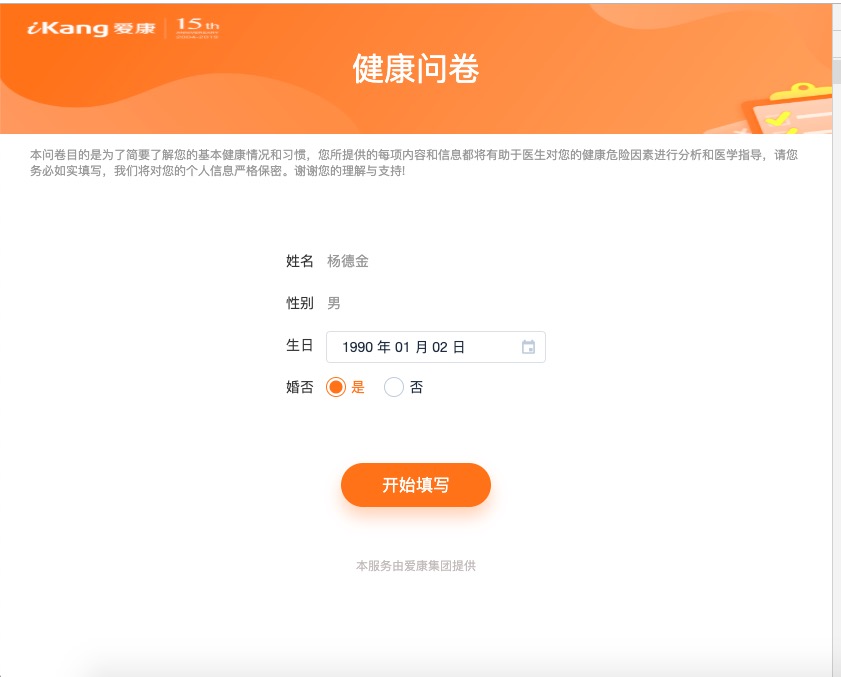 iKang 爱康 15th
健康问卷
本问卷目的是为了简要了解您的基本健康情况和习惯，您所提供的每项内容和信息都将有助于医生对您的健康危险因素进行分析和医学指导，请您
务必如实填写，我们将对您的个人信息严格保密。谢谢您的理解与支持!
姓名 杨德金
性别 男
生日 1990 年 01 月 02 日
婚否 是 否
开始填写
本服务由爱康集团提供